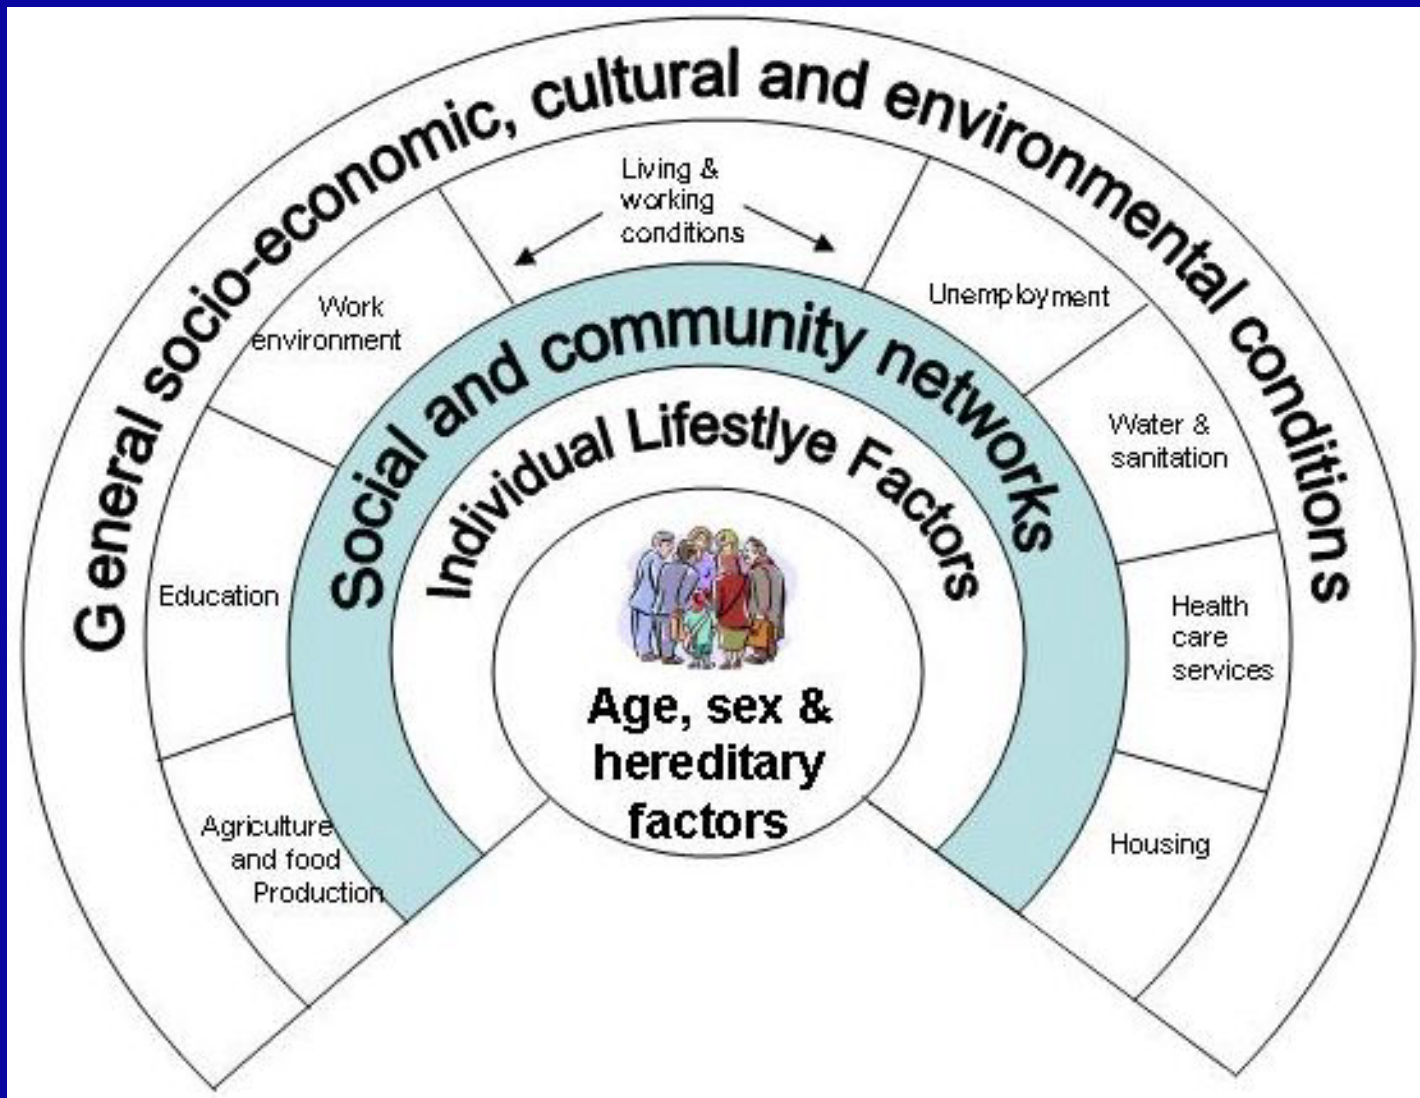 General socio-economic, cultural and environmental conditions
Living &
working
conditions
Work
environment
Unemployment
Education
Water &
sanitation
Agriculture
and food
Production
Health
care
services
Housing
Social and community networks
Individual Lifestlye Factors
Age, sex &
hereditary
factors